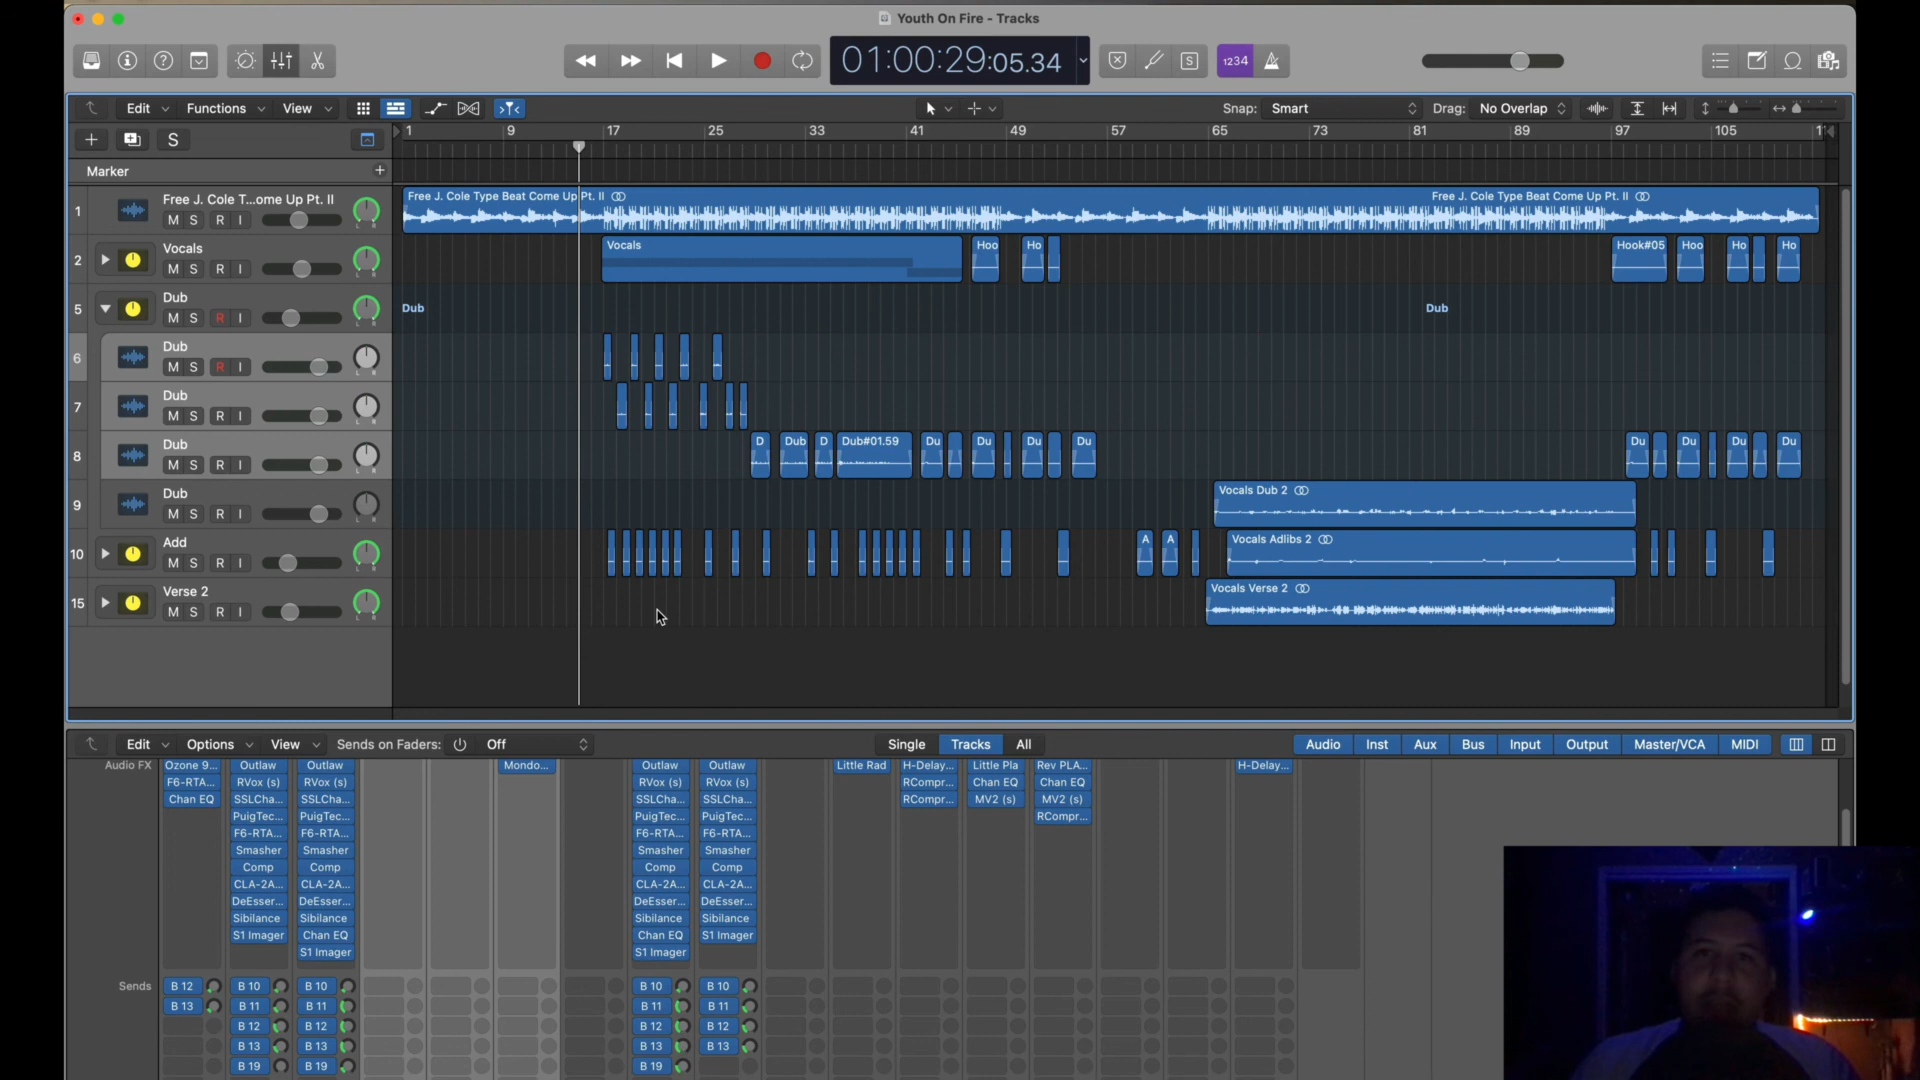 Youth On Fire - Tracks
01:00:29:05.34
1234
Edit Functions View Snap: Smart Drag: No Overlap
S 1 9 17 25 33 41 49 57 65 73 81 89 97 105
Marker
1 Free J. Cole T...ome Up Pt. II Free J. Cole Type Beat Come Up Pt. II Free J. Cole Type Beat Come Up Pt. II
M S R I
2 Vocals Vocals Hoo Ho Hook#05 Hoo Ho Ho
M S R I
5 Dub Dub Dub
M S R I
6 Dub
M S R I
7 Dub
M S R I
8 Dub D Dub D Dub#01.59 Du Du Du Du Du Du Du Du
M S R I
9 Dub Vocals Dub 2
M S R I
10 Add A A Vocals Adlibs 2
M S R I
15 Verse 2 Vocals Verse 2
M S R I
Edit Options View Sends on Faders: Off Single Tracks All Audio Inst Aux Bus Input Output Master/VCA MIDI
Audio FX Ozone 9... Outlaw Outlaw Mondo... Outlaw Outlaw Little Rad H-Delay... Little Pla Rev PLA... H-Delay...
F6-RTA... RVox (s) RVox (s) RVox (s) RVox (s) RCompr... Chan EQ Chan EQ
Chan EQ SSLCha... SSLCha... SSLCha... SSLCha... RCompr... MV2 (s) MV2 (s)
PuigTec... PuigTec... PuigTec... PuigTec... RCompr...
F6-RTA... F6-RTA... F6-RTA... F6-RTA...
Smasher Smasher Smasher Smasher
Comp Comp Comp Comp
CLA-2A... CLA-2A... CLA-2A... CLA-2A...
DeEsser... DeEsser... DeEsser... DeEsser...
Sibilance Sibilance Sibilance Sibilance
S1 Imager Chan EQ Chan EQ S1 Imager
S1 Imager S1 Imager
Sends B 12 B 10 B 10 B 10 B 10
B 13 B 11 B 11 B 11 B 11
B 12 B 12 B 12 B 12
B 13 B 13 B 13 B 13
B 19 B 19 B 19